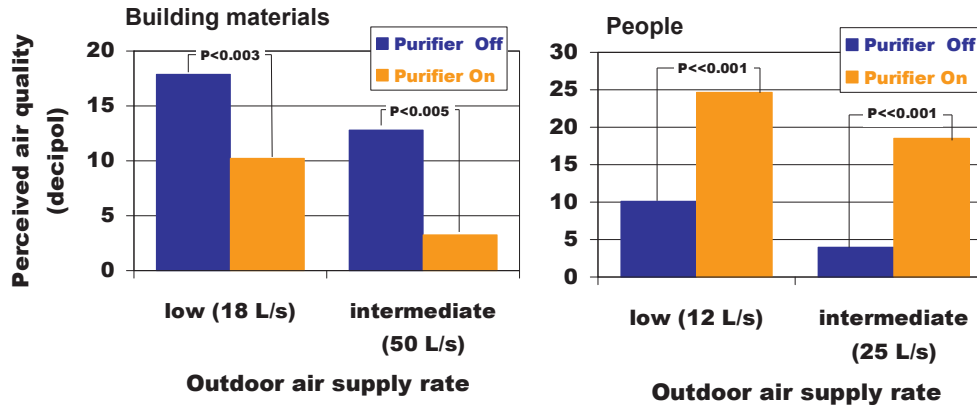 Building materials
Purifier Off
Purifier On
P<0.003
P<0.005
20
15
10
5
0
Perceived air quality
(decipol)
low (18 L/s)
intermediate
(50 L/s)
Outdoor air supply rate
People
Purifier Off
Purifier On
P<<0.001
P<<0.001
30
25
20
15
10
5
0
low (12 L/s)
intermediate
(25 L/s)
Outdoor air supply rate